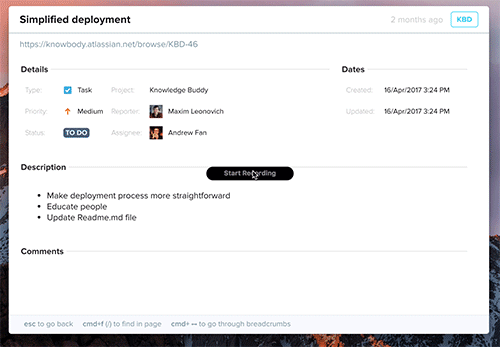 Simplified deployment 2 months ago KBD
https://knowbody.atlassian.net/browse/KBD-46
Details Dates
Type: Task Project: Knowledge Buddy Created: 16/Apr/2017 3:24 PM
Priority: Medium Reporter: Maxim Leonovich Updated: 16/Apr/2017 3:24 PM
Status: TO DO Assignee: Andrew Fan
Description
Start Recording
Make deployment process more straightforward
Educate people
Update Readme.md file
Comments
esc to go back cmd+f (/) to find in page cmd+ ↔ to go through breadcrumbs